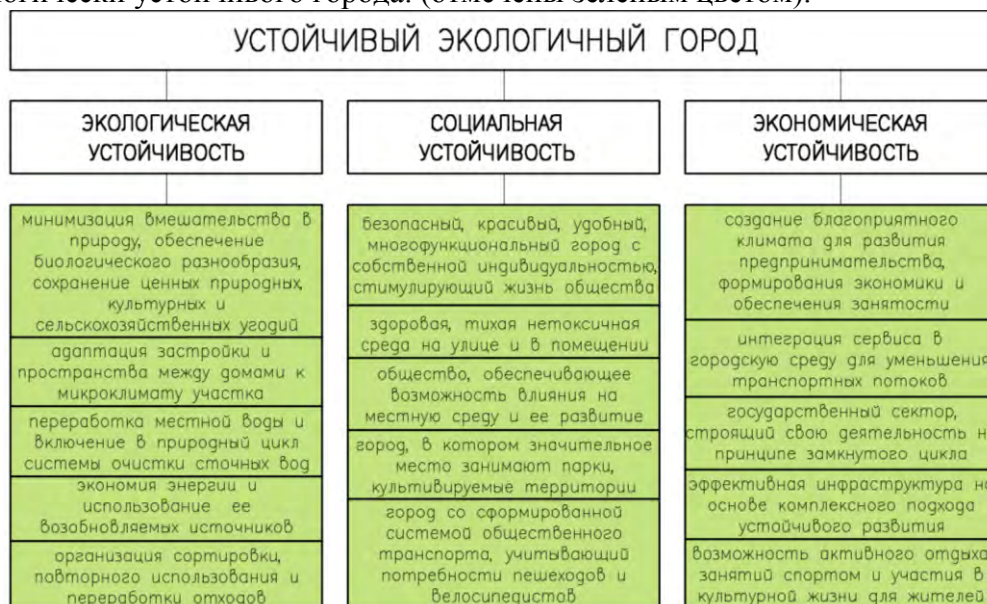 логически устойчивого города. (отмечены зеленым цветом).
УСТОЙЧИВЫЙ ЭКОЛОГИЧНЫЙ ГОРОД
ЭКОЛОГИЧЕСКАЯ
УСТОЙЧИВОСТЬ
минимизация вмешательства в
природу, обеспечение
биологического разнообразия,
сохранение ценных природных,
культурных и
сельскохозяйственных угодий
адаптация застройки и
пространства между домами к
микроклимату участка
переработка местной воды и
включение в природный цикл
системы очистки сточных вод
экономия энергии и
использование ее
возобновляемых источников
организация сортировки,
повторного использования и
переработки отходов
СОЦИАЛЬНАЯ
УСТОЙЧИВОСТЬ
безопасный, красивый, удобный,
многофункциональный город с
собственной индивидуальностью,
стимулирующий жизнь общества
здоровая, тихая нетоксичная
среда на улице и в помещении
общество, обеспечивающее
возможность влияния на
местную среду и ее развитие
город, в котором значительное
место занимают парки,
культивируемые территории
город со сформированной
системой общественного
транспорта, учитывающий
потребности пешеходов и
велосипедистов
ЭКОНОМИЧЕСКАЯ
УСТОЙЧИВОСТЬ
создание благоприятного
климата для развития
предпринимательства,
формирования экономики и
обеспечения занятости
интеграция сервиса в
городскую среду для уменьшения
транспортных потоков
государственный сектор,
строящий свою деятельность н
принципе замкнутого цикла
эффективная инфраструктура на
основе комплексного подхода
устойчивого развития
возможность активного отдыха,
занятий спортом и участия в
культурной жизни для жителей